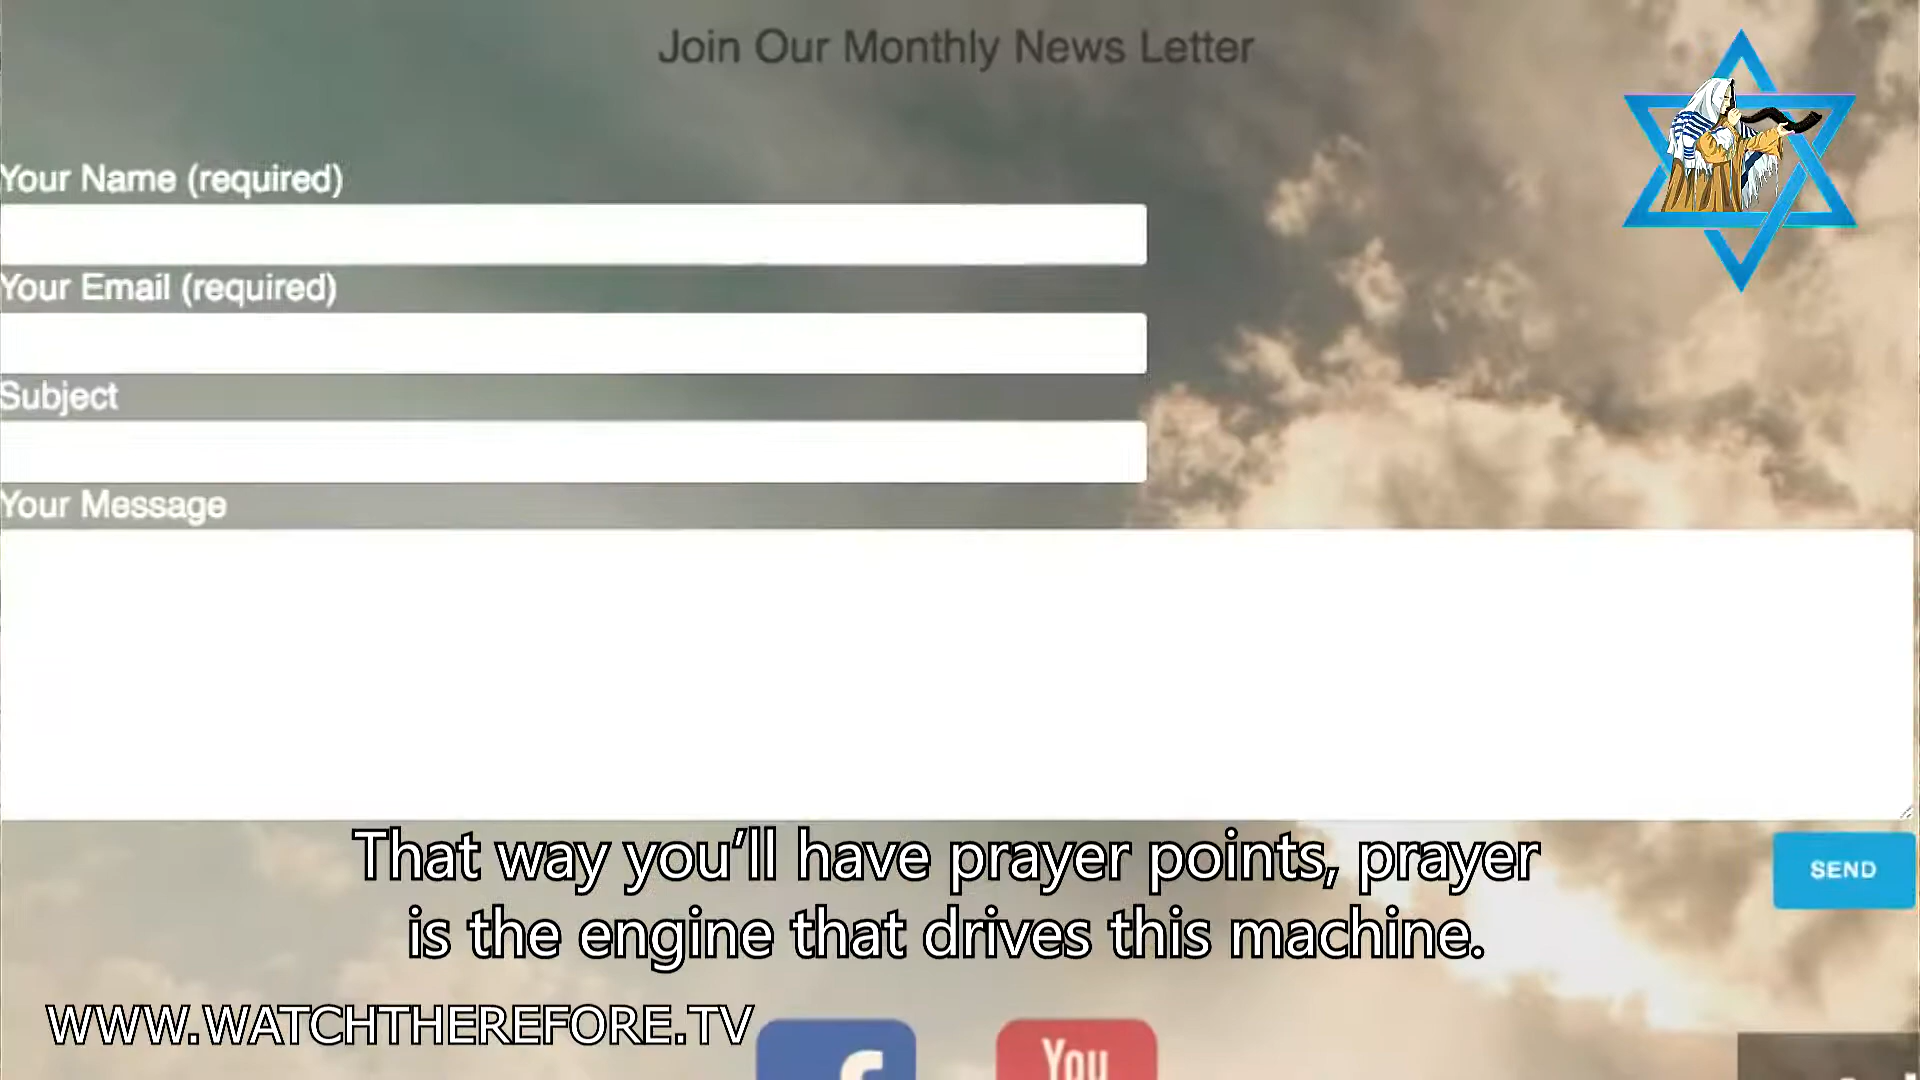 Join Our Monthly News Letter
Your Name (required)
Your Email (required)
Subject
Your Message
SEND
That way you’ll have prayer points, prayer
is the engine that drives this machine.
WWW.WATCHTHEREFORE.TV
f
You